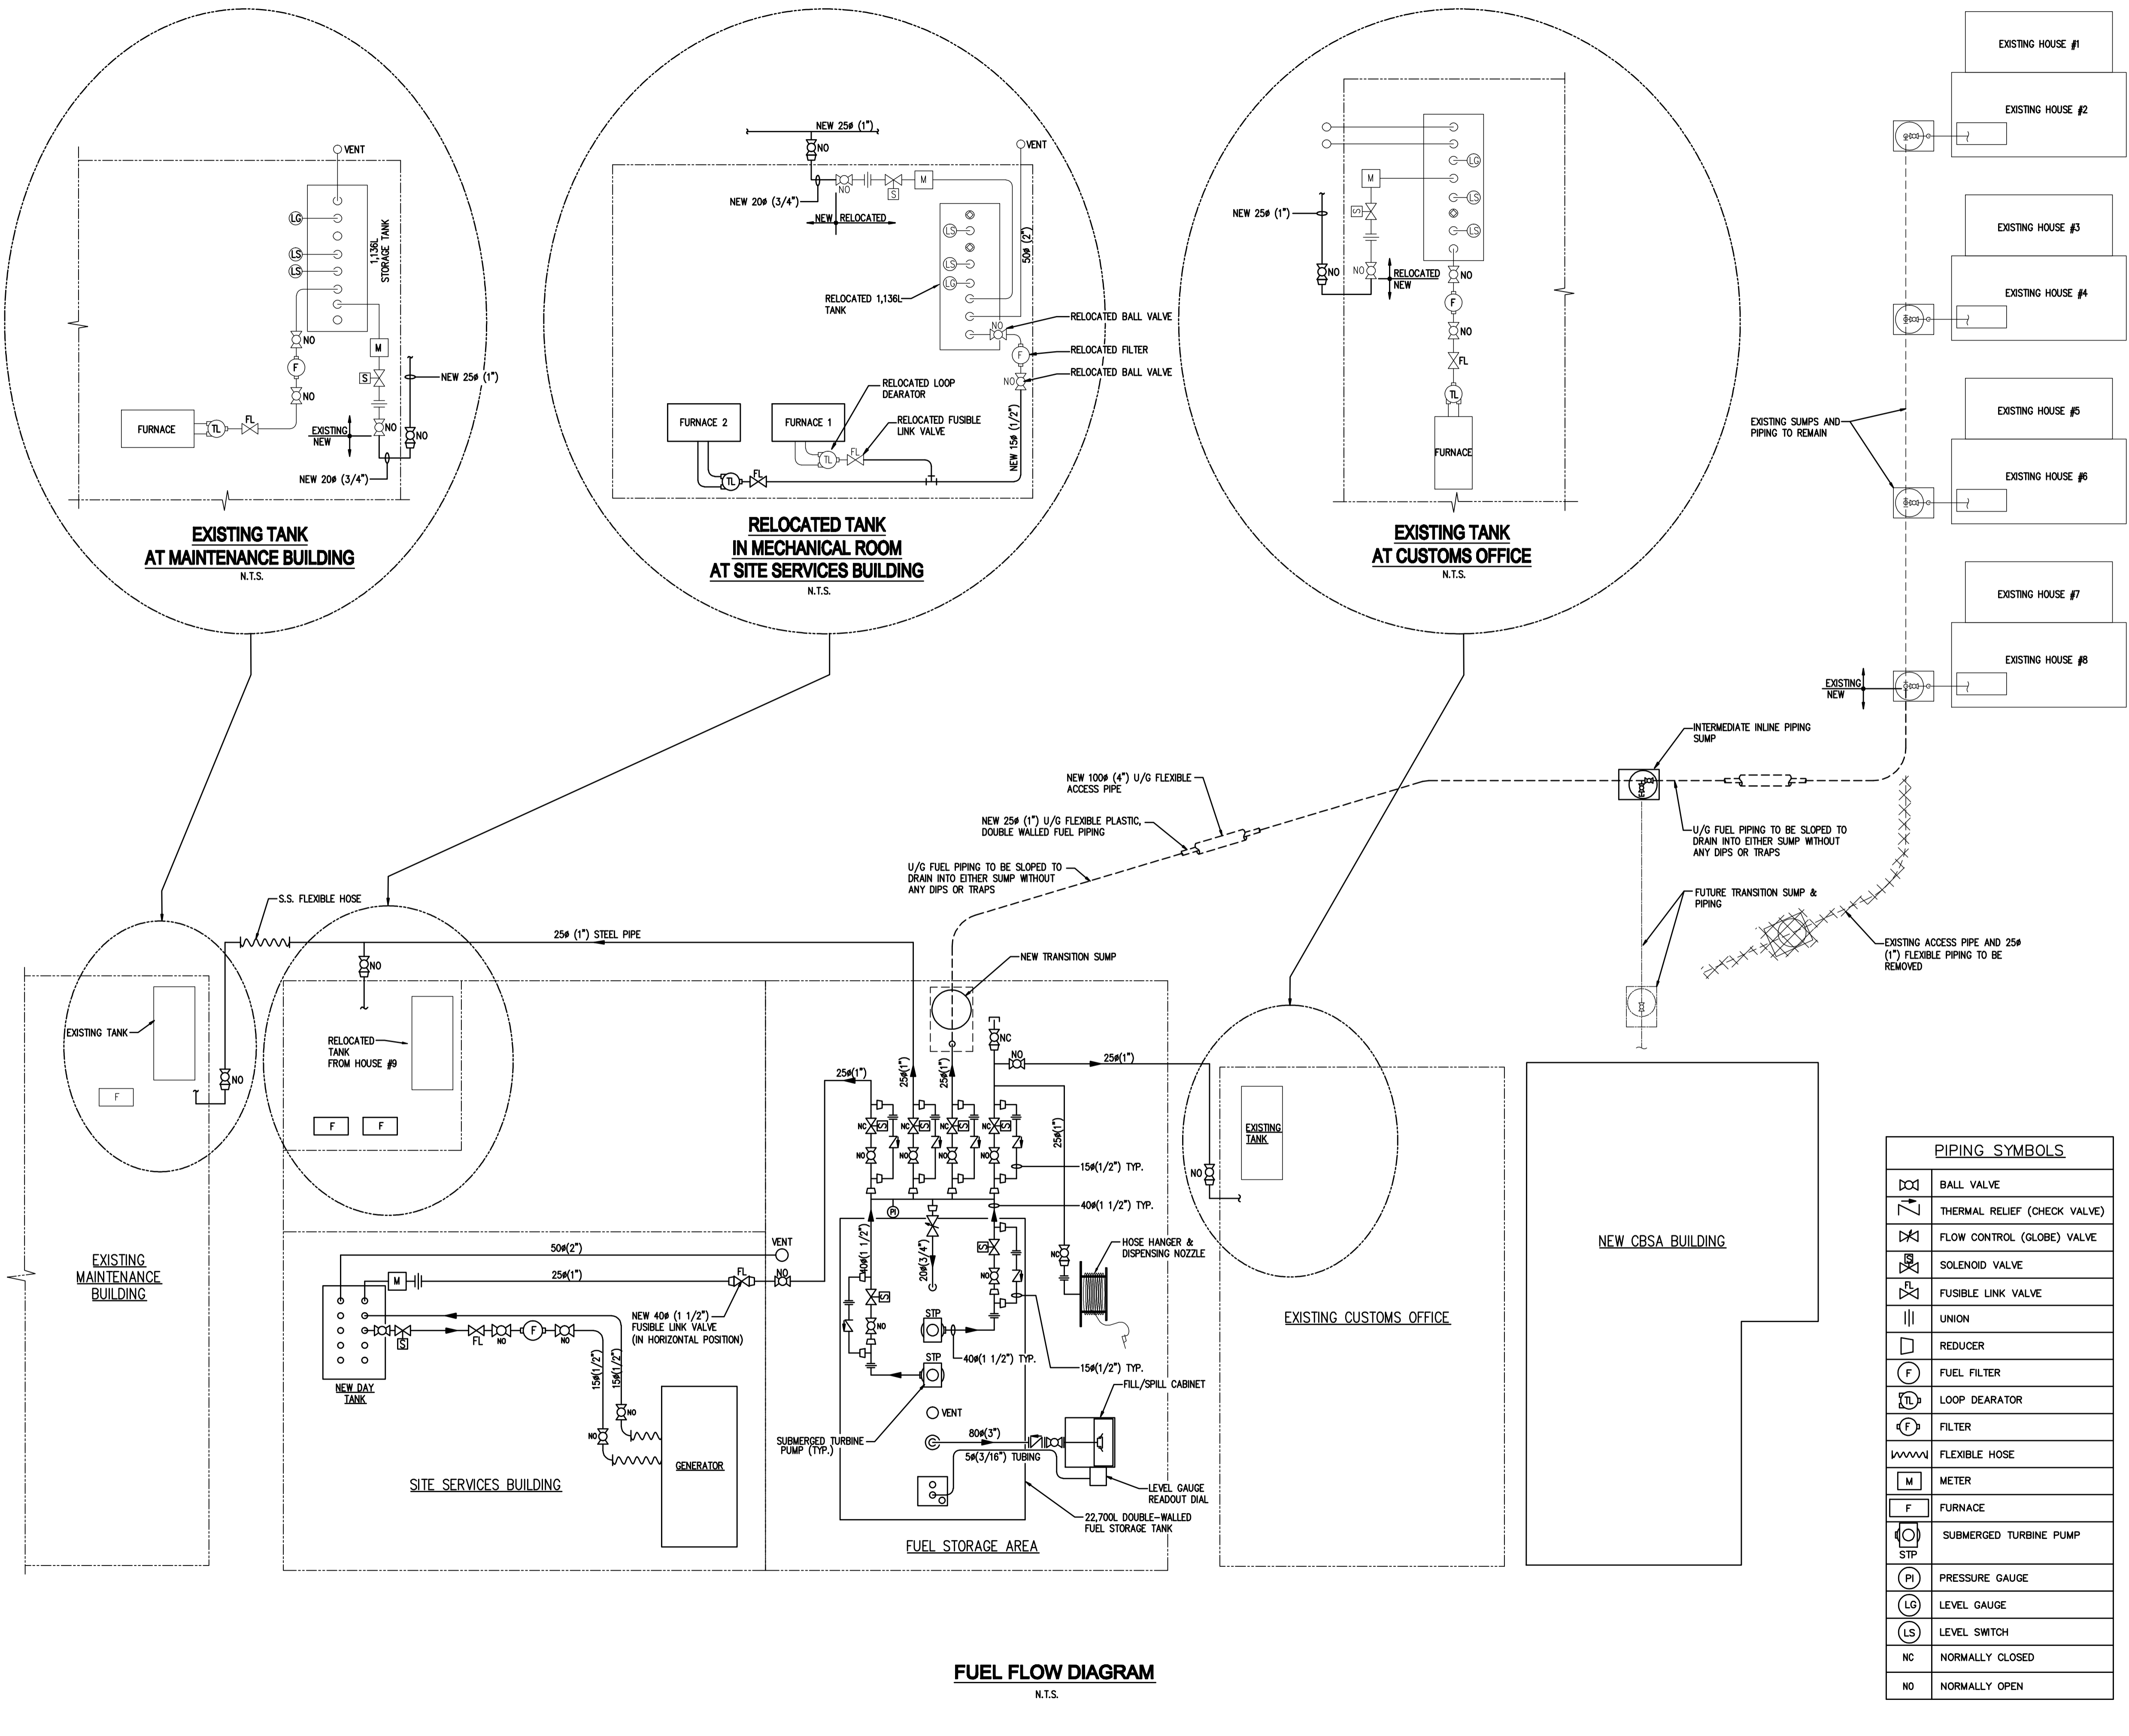 VENT
LG
LS
LS
1,136L
STORAGE TANK
NO
M
F
S
NEW 25ø (1")
NO
FL
TL
FURNACE
EXISTING
NEW
NO
NO
NEW 20ø (3/4")
EXISTING TANK
AT MAINTENANCE BUILDING
N.T.S.
NEW 25ø (1")
NO
VENT
M
NO
S
NEW 20ø (3/4")
NEW
RELOCATED
LS
50ø (2")
LS
LG
RELOCATED 1,136L
TANK
NO
RELOCATED BALL VALVE
F
RELOCATED FILTER
NO
RELOCATED BALL VALVE
RELOCATED LOOP
DEARATOR
FURNACE 2
FURNACE 1
RELOCATED FUSIBLE
LINK VALVE
NEW 15ø (1/2")
TL
FL
FL
TL
RELOCATED TANK
IN MECHANICAL ROOM
AT SITE SERVICES BUILDING
N.T.S.
LG
M
LS
NEW 25ø (1")
S
LS
NO
NO
RELOCATED
NEW
NO
F
NO
FL
TL
FURNACE
EXISTING TANK
AT CUSTOMS OFFICE
N.T.S.
EXISTING HOUSE #1
EXISTING HOUSE #2
EXISTING HOUSE #3
EXISTING HOUSE #4
EXISTING HOUSE #5
EXISTING SUMPS AND
PIPING TO REMAIN
EXISTING HOUSE #6
EXISTING HOUSE #7
EXISTING HOUSE #8
EXISTING
NEW
INTERMEDIATE INLINE PIPING
SUMP
NEW 100ø (4") U/G FLEXIBLE
ACCESS PIPE
NEW 25ø (1") U/G FLEXIBLE PLASTIC,
DOUBLE WALLED FUEL PIPING
U/G FUEL PIPING TO BE SLOPED TO
DRAIN INTO EITHER SUMP WITHOUT
ANY DIPS OR TRAPS
U/G FUEL PIPING TO BE SLOPED TO
DRAIN INTO EITHER SUMP WITHOUT
ANY DIPS OR TRAPS
FUTURE TRANSITION SUMP &
PIPING
EXISTING ACCESS PIPE AND 25ø
(1") FLEXIBLE PIPING TO BE
REMOVED
S.S. FLEXIBLE HOSE
25ø (1") STEEL PIPE
NO
NEW TRANSITION SUMP
EXISTING TANK
NO
F
RELOCATED
TANK
FROM HOUSE #9
F
F
EXISTING
MAINTENANCE
BUILDING
NC
NO
25ø(1")
25ø(1")
25ø(1")
25ø(1")
25ø(1")
NC
S
NC
S
S
NC
S
NO
NO
NO
NO
15ø(1/2") TYP.
PI
40ø(1 1/2") TYP.
EXISTING
TANK
NO
40ø(1 1/2")
20ø(3/4")
S
NO
NC
HOSE HANGER &
DISPENSING NOZZLE
S
NO
STP
40ø(1 1/2") TYP.
STP
15ø(1/2") TYP.
SUBMERGED TURBINE
PUMP (TYP.)
VENT
FILL/SPILL CABINET
80ø(3")
5ø(3/16") TUBING
LEVEL GAUGE
READOUT DIAL
22,700L DOUBLE-WALLED
FUEL STORAGE TANK
FUEL STORAGE AREA
50ø(2")
VENT
M
25ø(1")
FL
NO
NEW 40ø (1 1/2")
FUSIBLE LINK VALVE
(IN HORIZONTAL POSITION)
S
FL
NO
F
NO
NEW DAY
TANK
15ø(1/2")
15ø(1/2")
NO
NO
GENERATOR
SITE SERVICES BUILDING
EXISTING CUSTOMS OFFICE
NEW CBSA BUILDING
PIPING SYMBOLS
BALL VALVE
THERMAL RELIEF (CHECK VALVE)
FLOW CONTROL (GLOBE) VALVE
S SOLENOID VALVE
FL FUSIBLE LINK VALVE
UNION
REDUCER
F FUEL FILTER
TL LOOP DEARATOR
F FILTER
FLEXIBLE HOSE
M METER
F FURNACE
STP SUBMERGED TURBINE PUMP
PI PRESSURE GAUGE
LG LEVEL GAUGE
LS LEVEL SWITCH
NC NORMALLY CLOSED
NO NORMALLY OPEN
FUEL FLOW DIAGRAM
N.T.S.